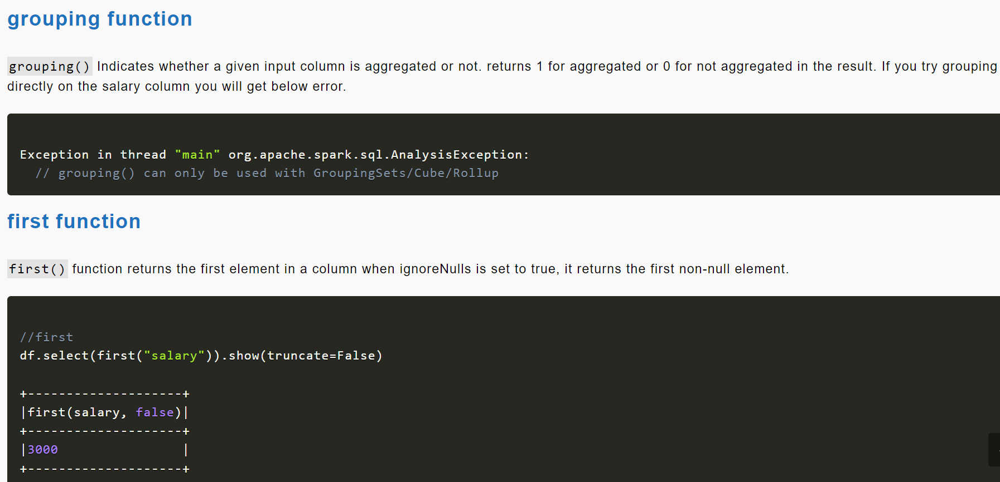 grouping function
grouping() Indicates whether a given input column is aggregated or not. returns 1 for aggregated or 0 for not aggregated in the result. If you try grouping
directly on the salary column you will get below error.
Exception in thread "main" org.apache.spark.sql.AnalysisException:
  // grouping() can only be used with GroupingSets/Cube/Rollup
first function
first() function returns the first element in a column when ignoreNulls is set to true, it returns the first non-null element.
//first
df.select(first("salary")).show(truncate=False)
+--------------------+
|first(salary, false)|
+--------------------+
|3000                |
+--------------------+